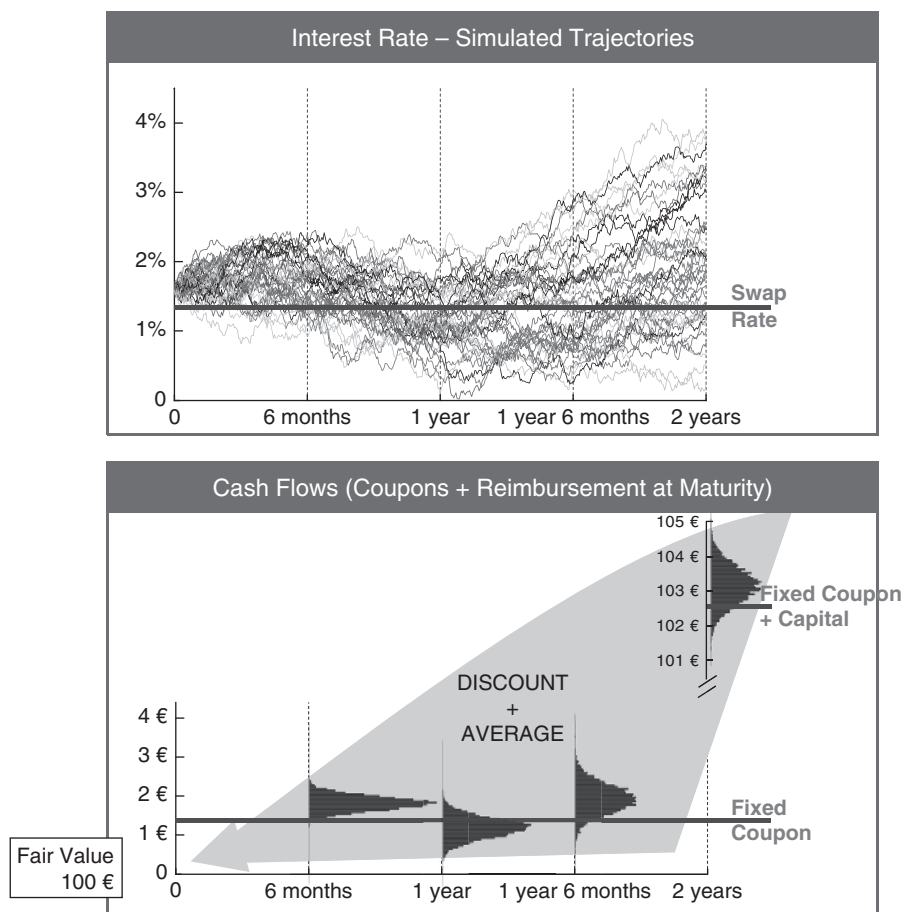 Interest Rate – Simulated Trajectories
4%
3%
2%
1%
0
Swap
Rate
0 6 months 1 year 1 year 6 months 2 years
Cash Flows (Coupons + Reimbursement at Maturity)
105 €
104 €
103 €
102 €
101 €
Fixed Coupon
+ Capital
DISCOUNT
+
AVERAGE
4 €
3 €
2 €
1 €
0
Fixed
Coupon
Fair Value
100 €
0 6 months 1 year 1 year 6 months 2 years